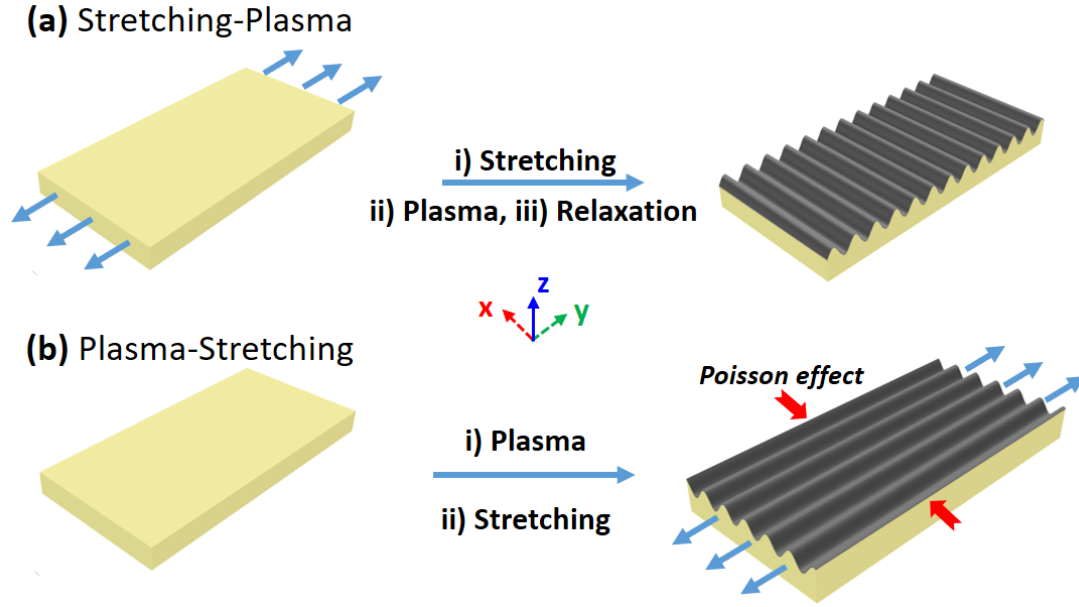 (a) Stretching-Plasma
i) Stretching
ii) Plasma, iii) Relaxation
z
x
y
(b) Plasma-Stretching
Poisson effect
i) Plasma
ii) Stretching